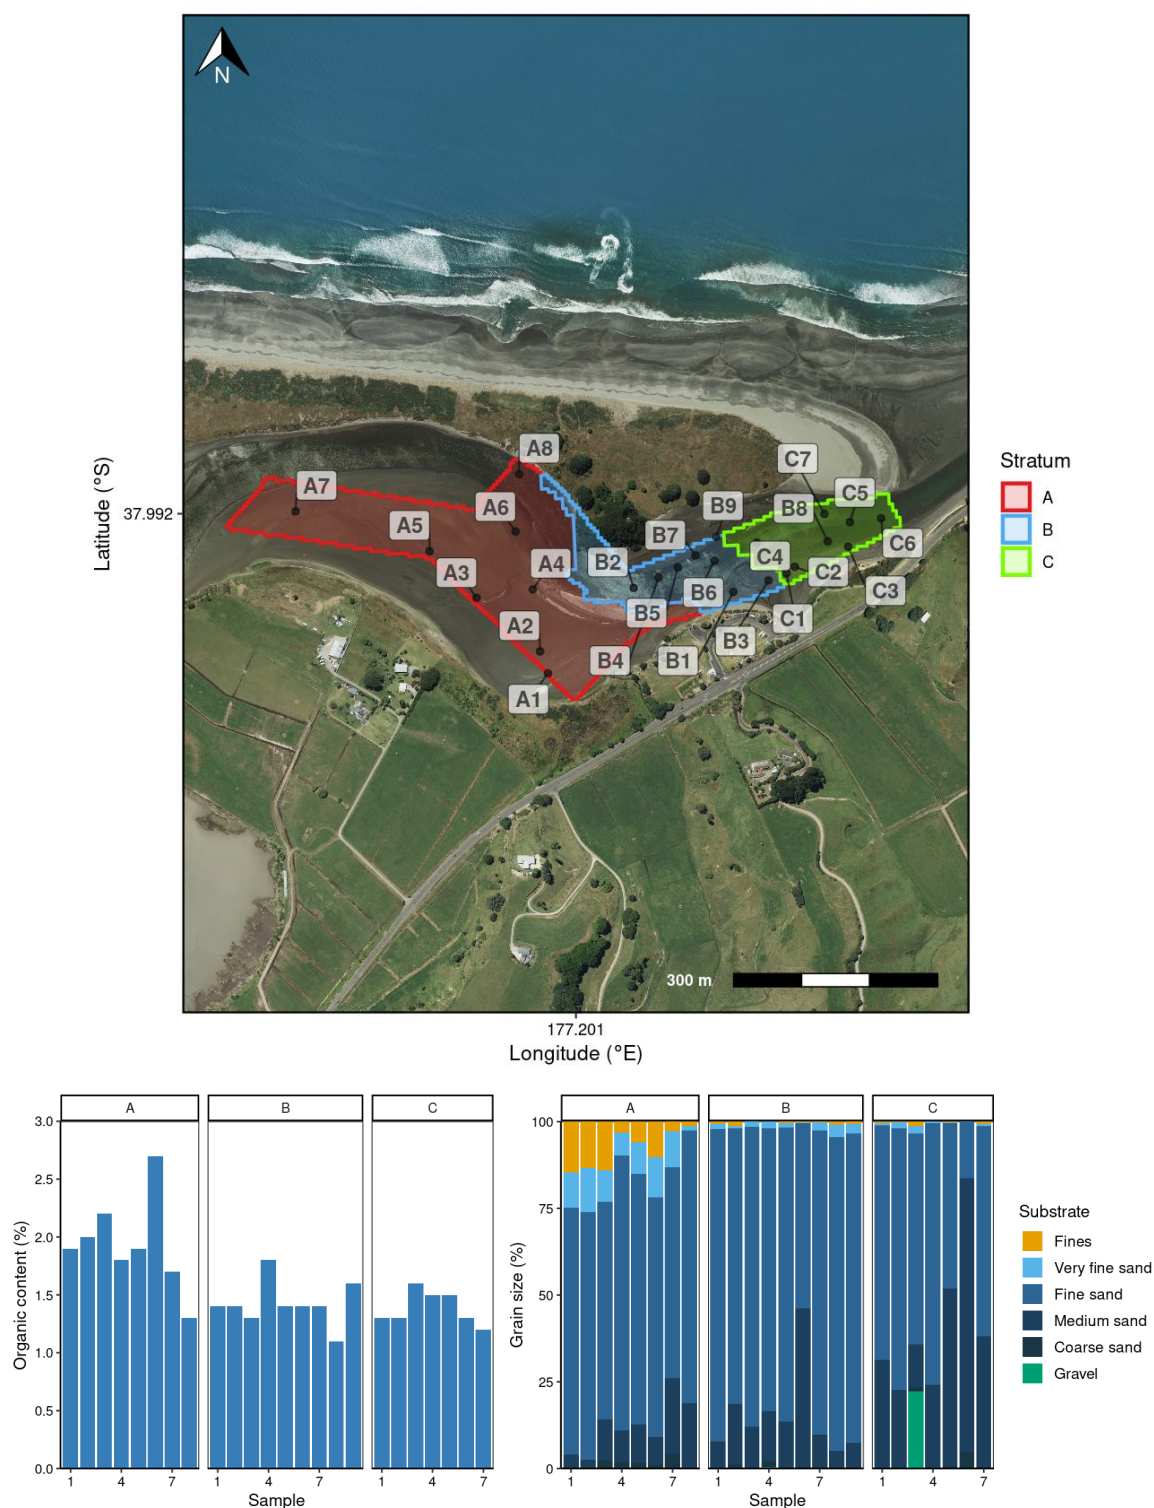 N
Latitude (°S)
37.992
A8
C7
A7
C5
A6
B9
B8
A5
B7
C6
A4
B2
C4
A3
C2
B6
C3
B5
C1
A2
B3
B4
B1
A1
300 m
177.201
Longitude (°E)
Stratum
A
B
C
A B C
3.0
2.5
2.0
1.5
1.0
0.5
0.0
Organic content (%)
1 4 7 4 7 1 4 7
Sample
A B C
100
75
50
25
0
Grain size (%)
1 4 7 1 4 7 1 4 7
Sample
Substrate
Fines
Very fine sand
Fine sand
Medium sand
Coarse sand
Gravel